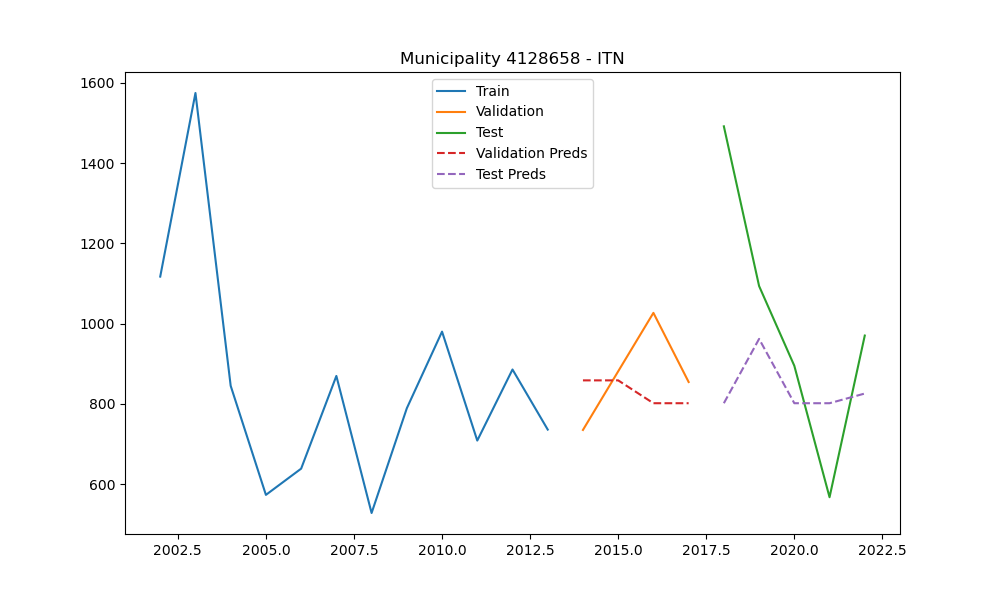 Municipality 4128658 - ITN
Train
Validation
Test
Validation Preds
Test Preds
1600
1400
1200
1000
800
600
2002.5 2005.0 2007.5 2010.0 2012.5 2015.0 2017.5 2020.0 2022.5